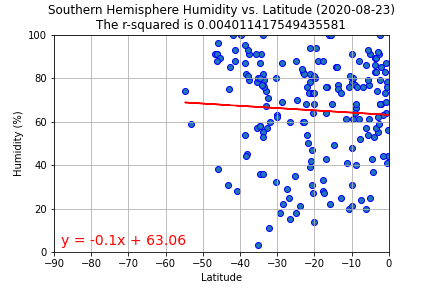 Southern Hemisphere Humidity vs. Latitude (2020-08-23)
The r-squared is 0.004011417549435581
100
80
60
40
20
0
Humidity (%)
y = -0.1x + 63.06
−90 −80 −70 −60 −50 −40 −30 −20 −10 0
Latitude